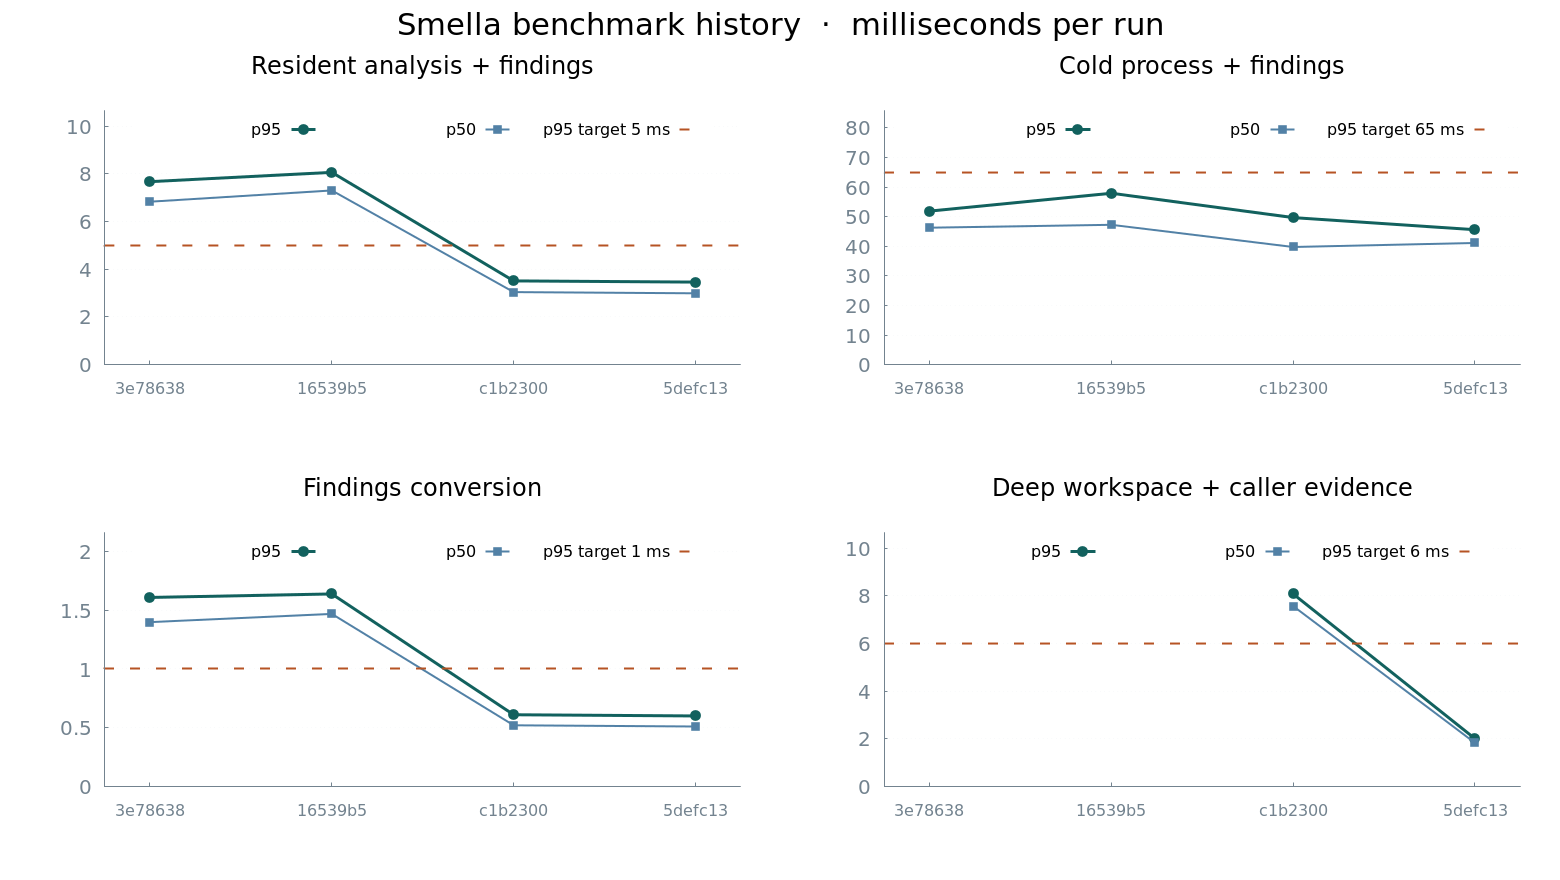 Smella benchmark history · milliseconds per run
Resident analysis + findings
p95 p50 p95 target 5 ms
10
8
6
4
2
0
3e78638 16539b5 c1b2300 5defc13
Cold process + findings
p95 p50 p95 target 65 ms
80
70
60
50
40
30
20
10
0
3e78638 16539b5 c1b2300 5defc13
Findings conversion
p95 p50 p95 target 1 ms
2
1.5
1
0.5
0
3e78638 16539b5 c1b2300 5defc13
Deep workspace + caller evidence
p95 p50 p95 target 6 ms
10
8
6
4
2
0
3e78638 16539b5 c1b2300 5defc13